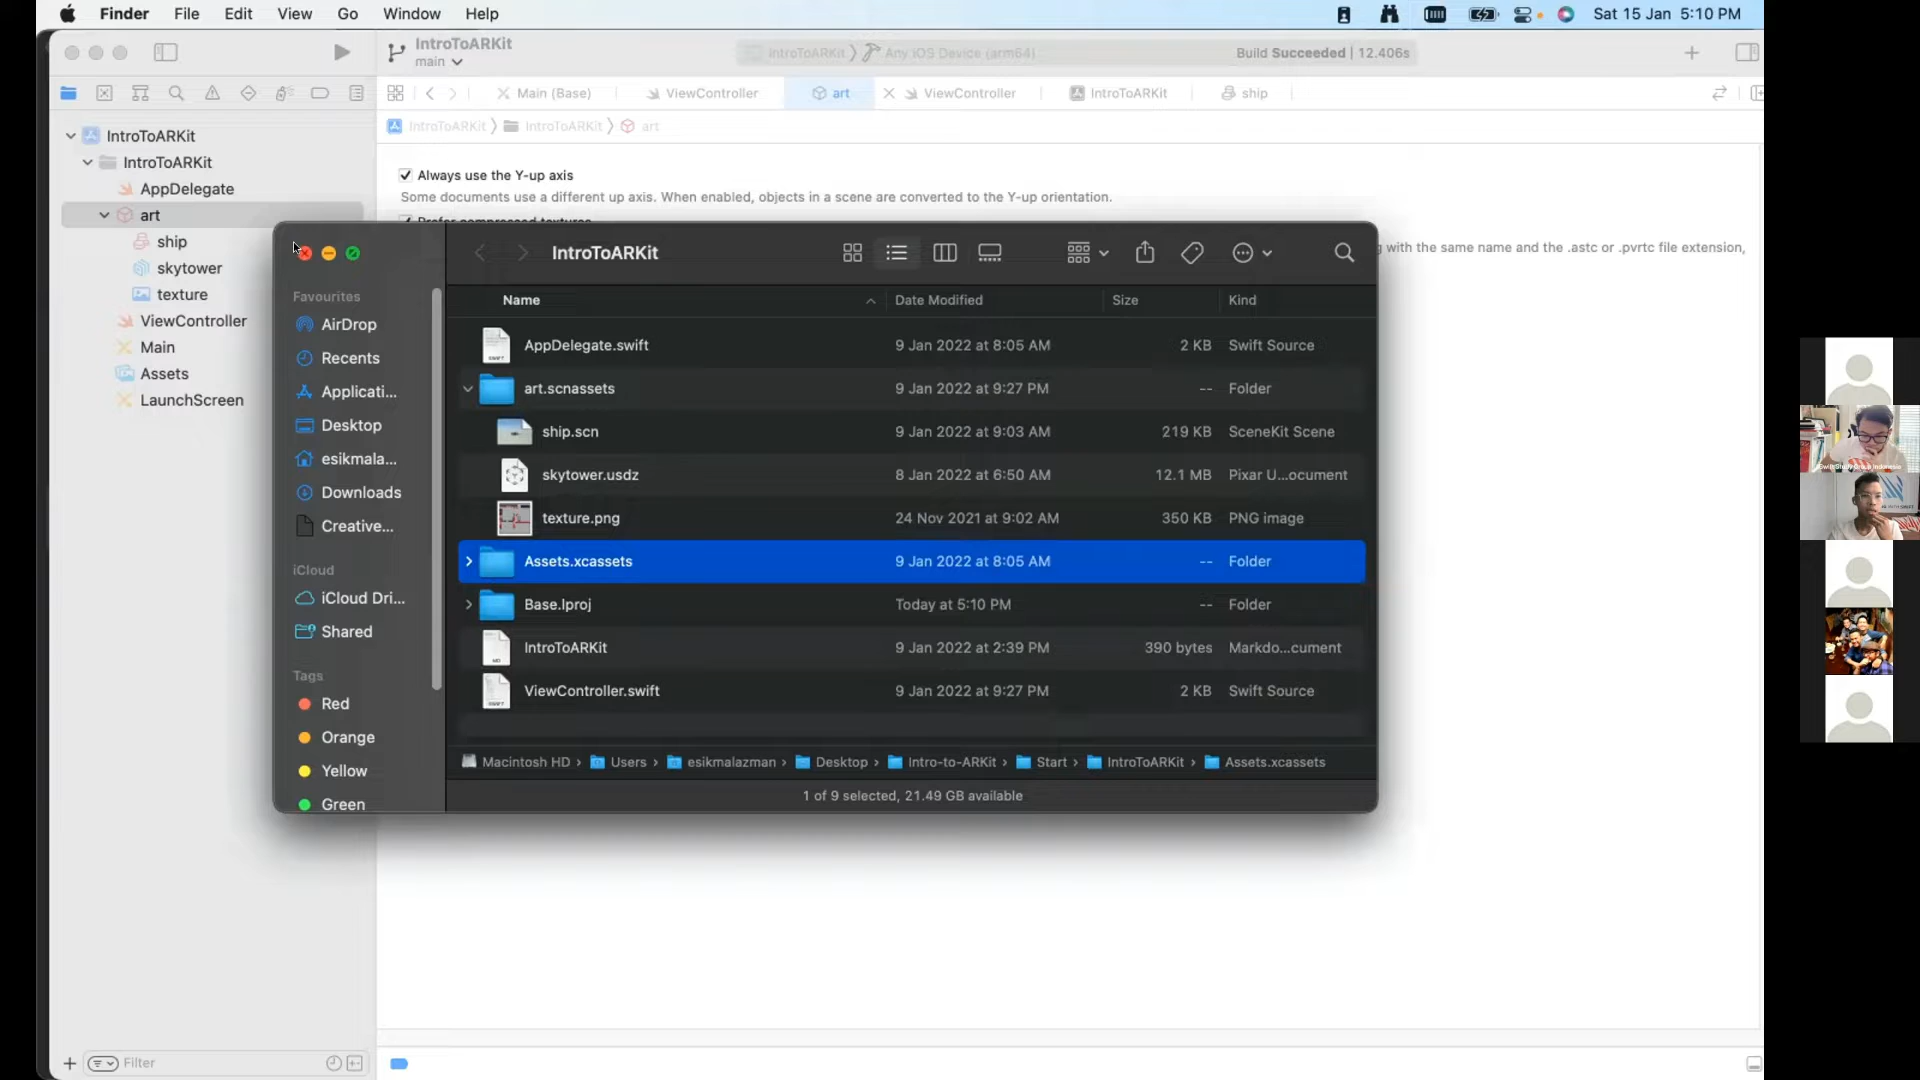 Finder File Edit View Go Window Help Sat 15 Jan 5:10 PM
IntroToARKit
main
IntroToARKit Any iOS Device (arm64) Build Succeeded | 12.406s
Main (Base) ViewController art ViewController IntroToARKit ship
IntroToARKit IntroToARKit art
IntroToARKit
IntroToARKit
AppDelegate
art
ship
skytower
texture
ViewController
Main
Assets
LaunchScreen
Filter
Always use the Y-up axis
Some documents use a different up axis. When enabled, objects in a scene are converted to the Y-up orientation.
Prefer compressed textures
with the same name and the .astc or .pvrtc file extension,
IntroToARKit
Favourites
AirDrop
Recents
Applicati...
Desktop
esikmala...
Downloads
Creative...
iCloud
iCloud Dri...
Shared
Tags
Red
Orange
Yellow
Green
Name Date Modified Size Kind
AppDelegate.swift 9 Jan 2022 at 8:05 AM 2 KB Swift Source
art.scnassets 9 Jan 2022 at 9:27 PM -- Folder
ship.scn 9 Jan 2022 at 9:03 AM 219 KB SceneKit Scene
skytower.usdz 8 Jan 2022 at 6:50 AM 12.1 MB Pixar U...ocument
texture.png 24 Nov 2021 at 9:02 AM 350 KB PNG image
Assets.xcassets 9 Jan 2022 at 8:05 AM -- Folder
Base.lproj Today at 5:10 PM -- Folder
IntroToARKit 9 Jan 2022 at 2:39 PM 390 bytes Markdo...cument
ViewController.swift 9 Jan 2022 at 9:27 PM 2 KB Swift Source
Macintosh HD › Users › esikmalazman › Desktop › Intro-to-ARKit › Start › IntroToARKit › Assets.xcassets
1 of 9 selected, 21.49 GB available